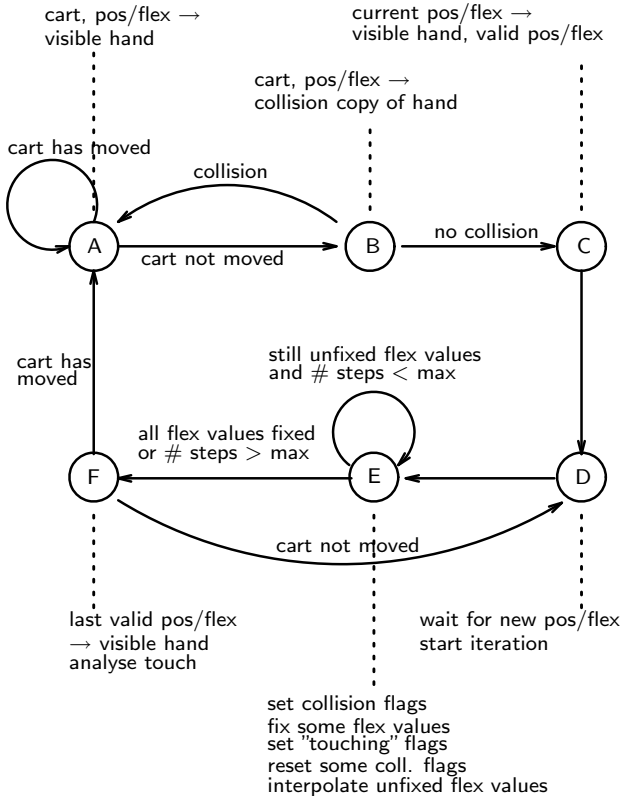 cart, pos/flex →
visible hand
current pos/flex →
visible hand, valid pos/flex
cart, pos/flex →
collision copy of hand
cart has moved
collision
A
B
C
no collision
cart not moved
cart has
moved
still unfixed flex values
and # steps < max
all flex values fixed
or # steps > max
F
E
D
cart not moved
last valid pos/flex
→ visible hand
analyse touch
wait for new pos/flex
start iteration
set collision flags
fix some flex values
set "touching" flags
reset some coll. flags
interpolate unfixed flex values